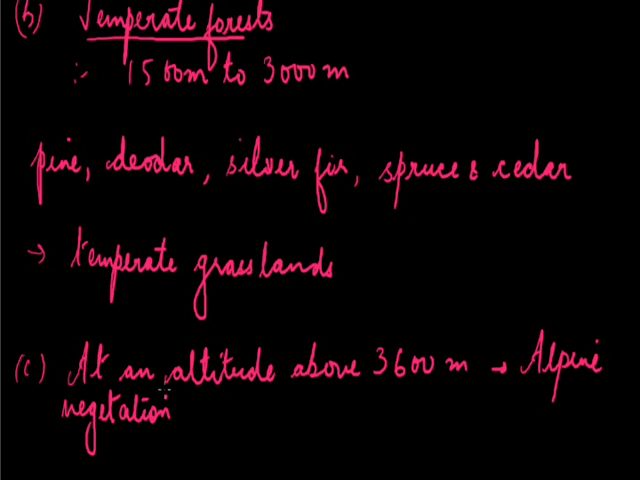 (b) Temperate forests
:- 1500m to 3000m
pine, deodar, silver fir, spruce & cedar
→ temperate grasslands
(c) At an altitude above 3600 m → Alpine
vegetation